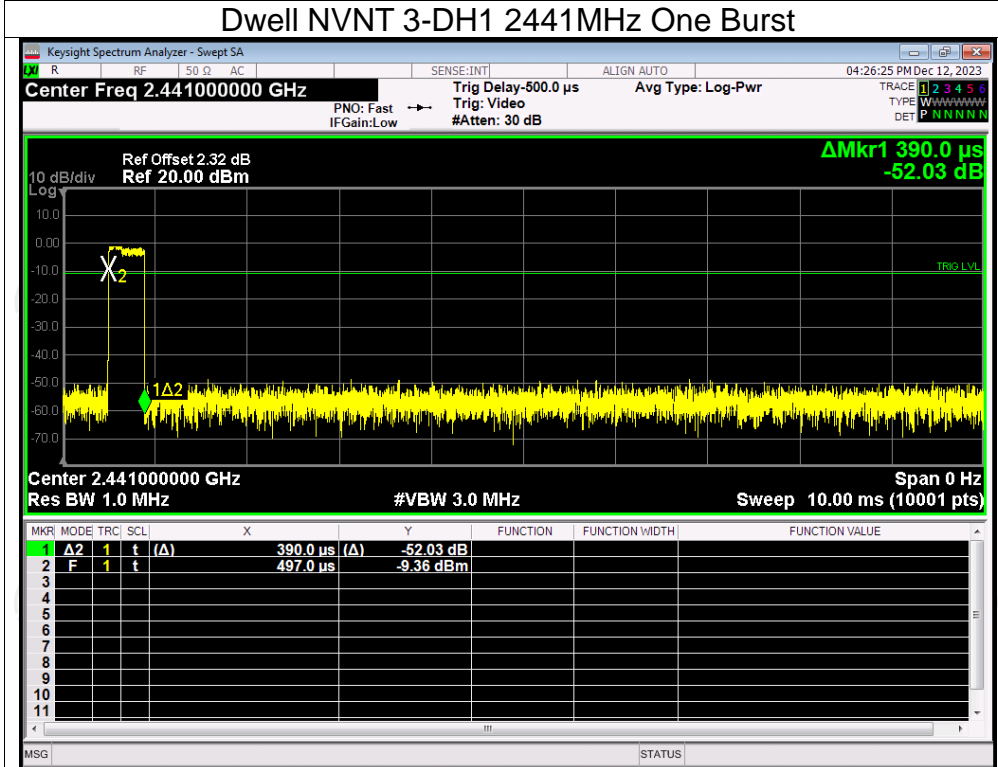 Dwell NVNT 3-DH1 2441MHz One Burst
Keysight Spectrum Analyzer - Swept SA
LXI R RF 50 Ω AC SENSE:INT ALIGN AUTO 04:26:25 PM Dec 12, 2023
Center Freq 2.441000000 GHz
PNO: Fast
IFGain:Low
Trig Delay-500.0 µs
Trig: Video
#Atten: 30 dB
Avg Type: Log-Pwr
TRACE 1 2 3 4 5 6
TYPE WWWWWW
DET P N N N N N
ΔMkr1 390.0 µs
-52.03 dB
Ref Offset 2.32 dB
10 dB/div Ref 20.00 dBm
Log
10.0
0.00
-10.0
-20.0
-30.0
-40.0
-50.0
-60.0
-70.0
TRIG LVL
X2
1Δ2
Center 2.441000000 GHz Span 0 Hz
Res BW 1.0 MHz #VBW 3.0 MHz Sweep 10.00 ms (10001 pts)
MKR MODE TRC SCL X Y FUNCTION FUNCTION WIDTH FUNCTION VALUE
1 Δ2 1 t (Δ) 390.0 µs (Δ) -52.03 dB
2 F 1 t 497.0 µs -9.36 dBm
3
4
5
6
7
8
9
10
11
MSG STATUS